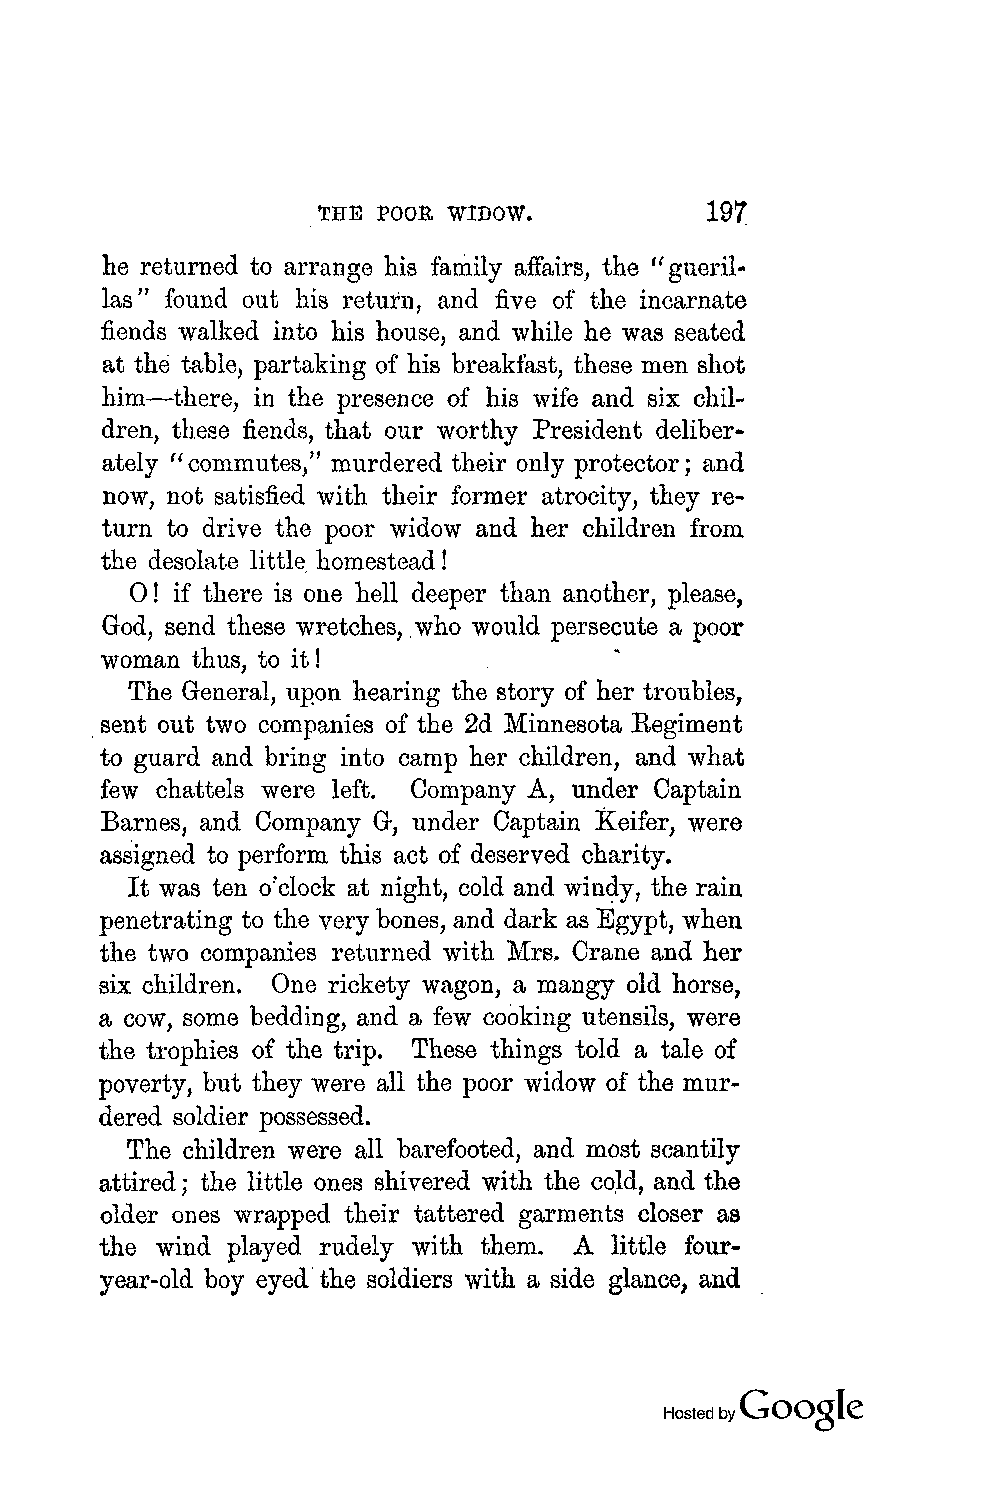 THE POOR WIDOW. 197
he returned to arrange his family affairs, the "gueril-
las" found out his return, and five of the incarnate
fiends walked into his house, and while he was seated
at the table, partaking of his breakfast, these men shot
him—there, in the presence of his wife and six chil-
dren, these fiends, that our worthy President deliber-
ately "commutes," murdered their only protector; and
now, not satisfied with their former atrocity, they re-
turn to drive the poor widow and her children from
the desolate little homestead!
O! if there is one hell deeper than another, please,
God, send these wretches, who would persecute a poor
woman thus, to it!
The General, upon hearing the story of her troubles,
sent out two companies of the 2d Minnesota Regiment
to guard and bring into camp her children, and what
few chattels were left. Company A, under Captain
Barnes, and Company G, under Captain Keifer, were
assigned to perform this act of deserved charity.
It was ten o'clock at night, cold and windy, the rain
penetrating to the very bones, and dark as Egypt, when
the two companies returned with Mrs. Crane and her
six children. One rickety wagon, a mangy old horse,
a cow, some bedding, and a few cooking utensils, were
the trophies of the trip. These things told a tale of
poverty, but they were all the poor widow of the mur-
dered soldier possessed.
The children were all barefooted, and most scantily
attired; the little ones shivered with the cold, and the
older ones wrapped their tattered garments closer as
the wind played rudely with them. A little four-
year-old boy eyed the soldiers with a side glance, and
Hosted by Google